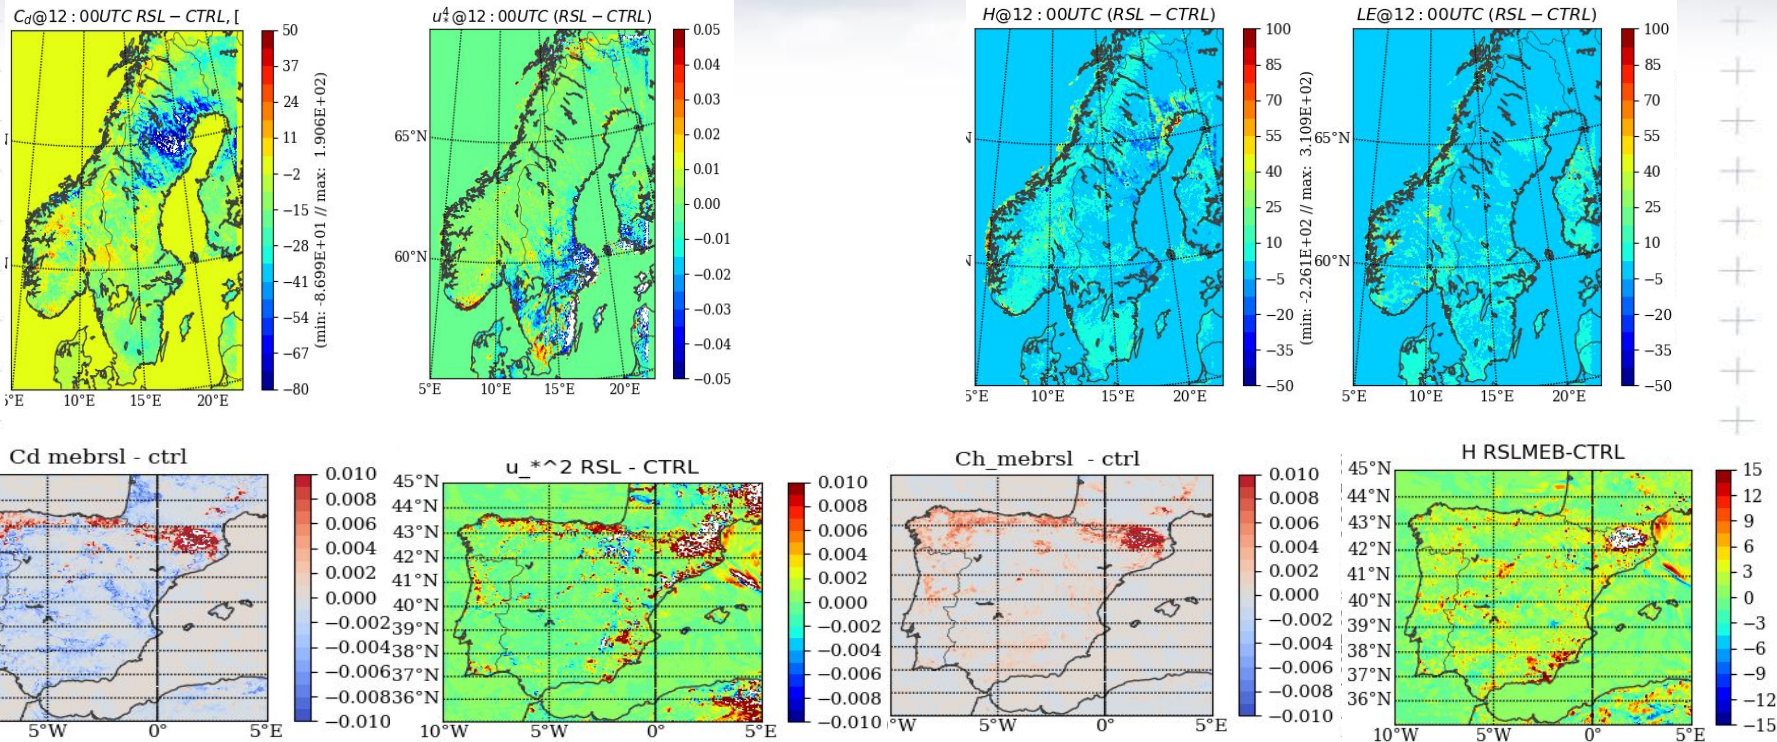 C_d@12:00UTC RSL−CTRL, [
50
37
24
11
−2
−15
−28
−41
−54
−67
−80
(min: -8.699E+01 // max: 1.906E+02)
5°E 10°E 15°E 20°E
u_*^4@12:00UTC (RSL−CTRL)
65°N
60°N
0.05
0.04
0.03
0.02
0.01
0.00
−0.01
−0.02
−0.03
−0.04
−0.05
5°E 10°E 15°E 20°E
H@12:00UTC (RSL−CTRL)
100
85
70
55
40
25
10
−5
−20
−35
−50
(min: -2.261E+02 // max: 3.109E+02)
5°E 10°E 15°E 20°E
LE@12:00UTC (RSL−CTRL)
65°N
60°N
100
85
70
55
40
25
10
−5
−20
−35
−50
5°E 10°E 15°E 20°E
Cd mebrsl - ctrl
0.010
0.008
0.006
0.004
0.002
0.000
−0.002
−0.004
−0.006
−0.008
−0.010
5°W 0° 5°E
u_*^2 RSL - CTRL
45°N
44°N
43°N
42°N
41°N
40°N
39°N
38°N
37°N
36°N
0.010
0.008
0.006
0.004
0.002
0.000
−0.002
−0.004
−0.006
−0.008
−0.010
10°W 5°W 0° 5°E
Ch_mebrsl - ctrl
0.010
0.008
0.006
0.004
0.002
0.000
−0.002
−0.004
−0.006
−0.008
−0.010
°W 5°W 0° 5°E
H RSLMEB-CTRL
45°N
44°N
43°N
42°N
41°N
40°N
39°N
38°N
37°N
36°N
15
12
9
6
3
0
−3
−6
−9
−12
−15
10°W 5°W 0° 5°E